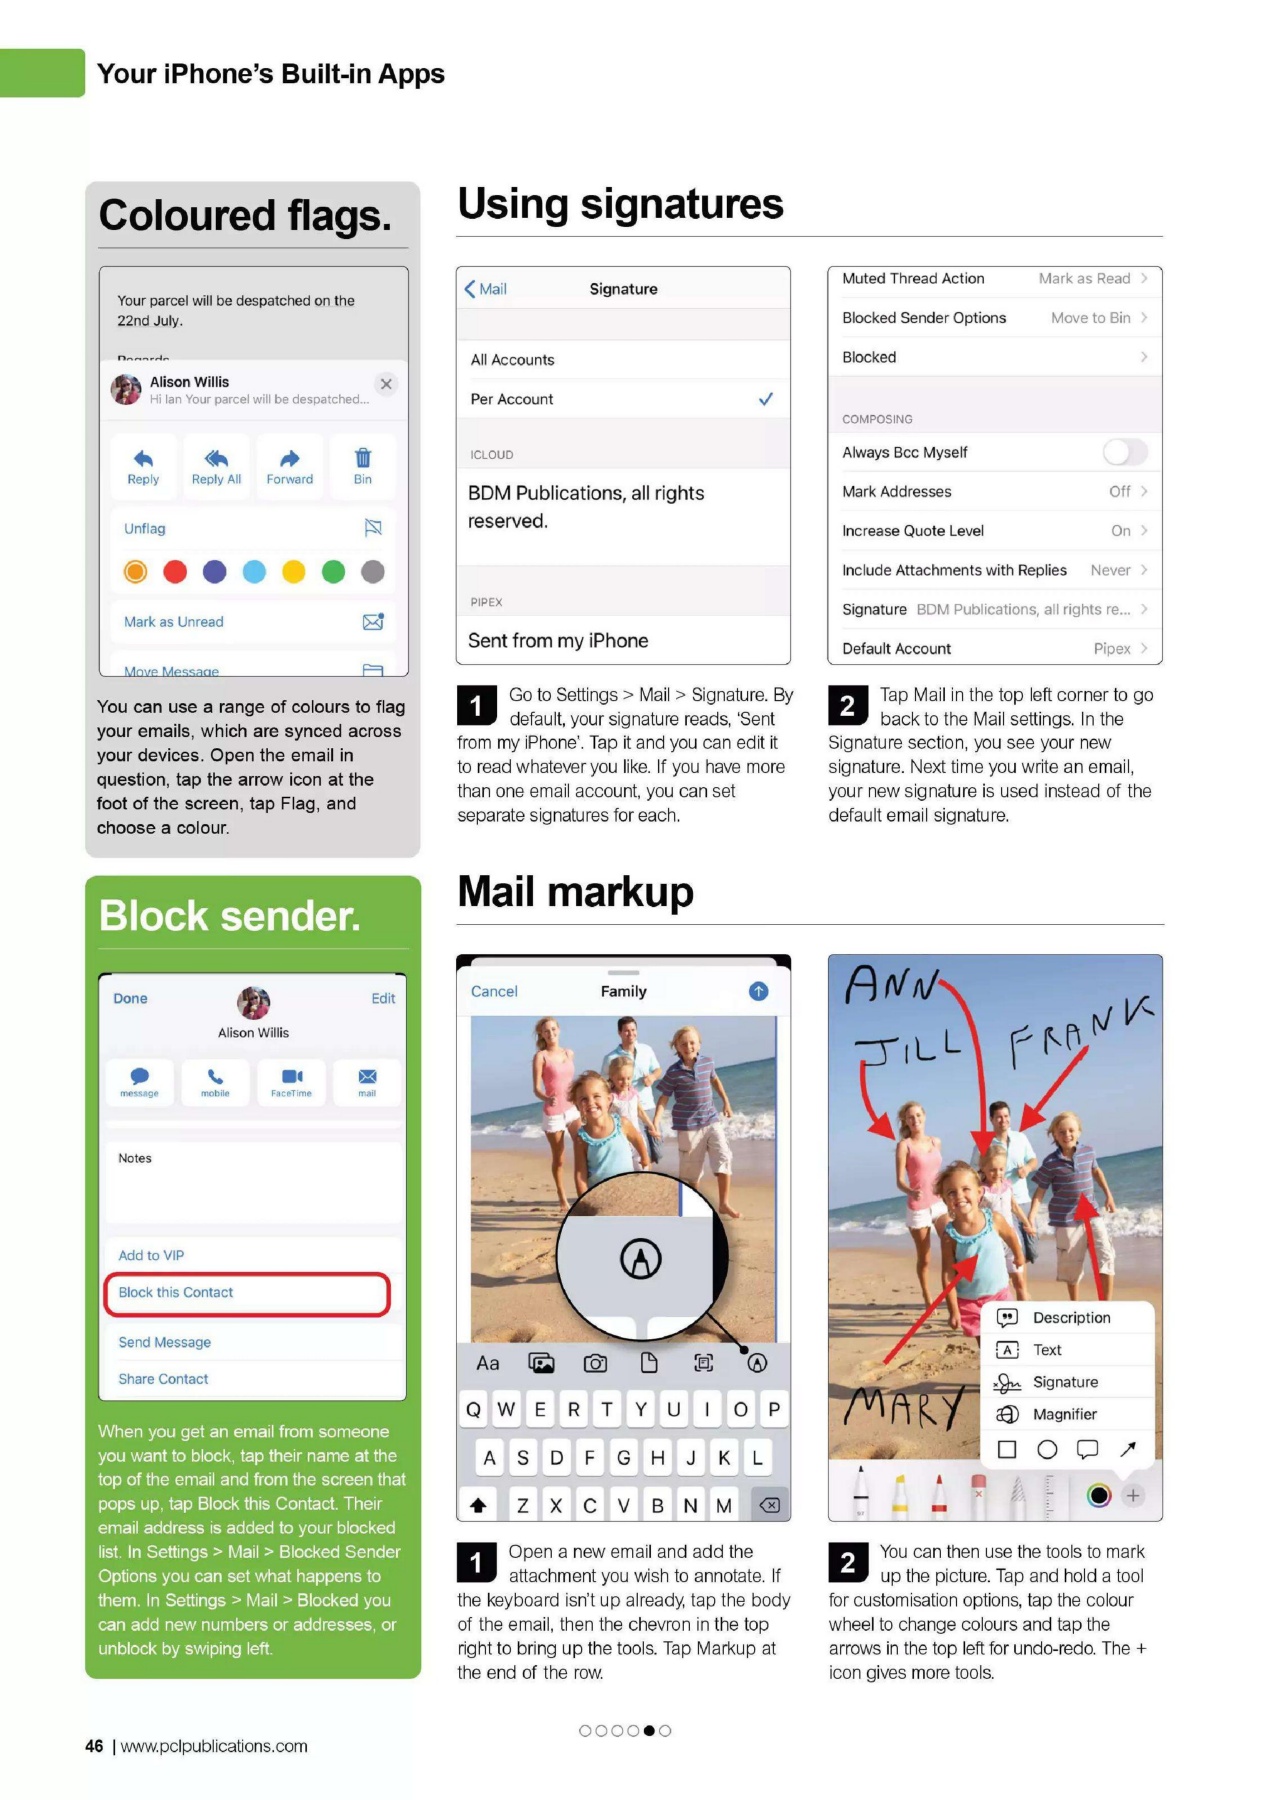 Your iPhone’s Built-in Apps
Coloured flags.
Your parcel will be despatched on the
22nd July.
Regards
Alison Willis
Hi Ian Your parcel will be despatched...
Reply
Reply All
Forward
Bin
Unflag
Mark as Unread
Move Message
You can use a range of colours to flag
your emails, which are synced across
your devices. Open the email in
question, tap the arrow icon at the
foot of the screen, tap Flag, and
choose a colour.
Block sender.
Done
Edit
Alison Willis
message
mobile
FaceTime
mail
Notes
Add to VIP
Block this Contact
Send Message
Share Contact
When you get an email from someone
you want to block, tap their name at the
top of the email and from the screen that
pops up, tap Block this Contact. Their
email address is added to your blocked
list. In Settings > Mail > Blocked Sender
Options you can set what happens to
them. In Settings > Mail > Blocked you
can add new numbers or addresses, or
unblock by swiping left.
Using signatures
Mail
Signature
All Accounts
Per Account
ICLOUD
BDM Publications, all rights
reserved.
PIPEX
Sent from my iPhone
1 Go to Settings > Mail > Signature. By
default, your signature reads, ‘Sent
from my iPhone’. Tap it and you can edit it
to read whatever you like. If you have more
than one email account, you can set
separate signatures for each.
Muted Thread Action Mark as Read >
Blocked Sender Options Move to Bin >
Blocked >
COMPOSING
Always Bcc Myself
Mark Addresses Off >
Increase Quote Level On >
Include Attachments with Replies Never >
Signature BDM Publications, all rights re... >
Default Account Pipex >
2 Tap Mail in the top left corner to go
back to the Mail settings. In the
Signature section, you see your new
signature. Next time you write an email,
your new signature is used instead of the
default email signature.
Mail markup
Cancel
Family
Aa
Q W E R T Y U I O P
A S D F G H J K L
Z X C V B N M
1 Open a new email and add the
attachment you wish to annotate. If
the keyboard isn’t up already, tap the body
of the email, then the chevron in the top
right to bring up the tools. Tap Markup at
the end of the row.
ANN
JILL
FRANK
MARY
Description
A Text
Signature
Magnifier
+
2 You can then use the tools to mark
up the picture. Tap and hold a tool
for customisation options, tap the colour
wheel to change colours and tap the
arrows in the top left for undo-redo. The +
icon gives more tools.
46 | www.pclpublications.com